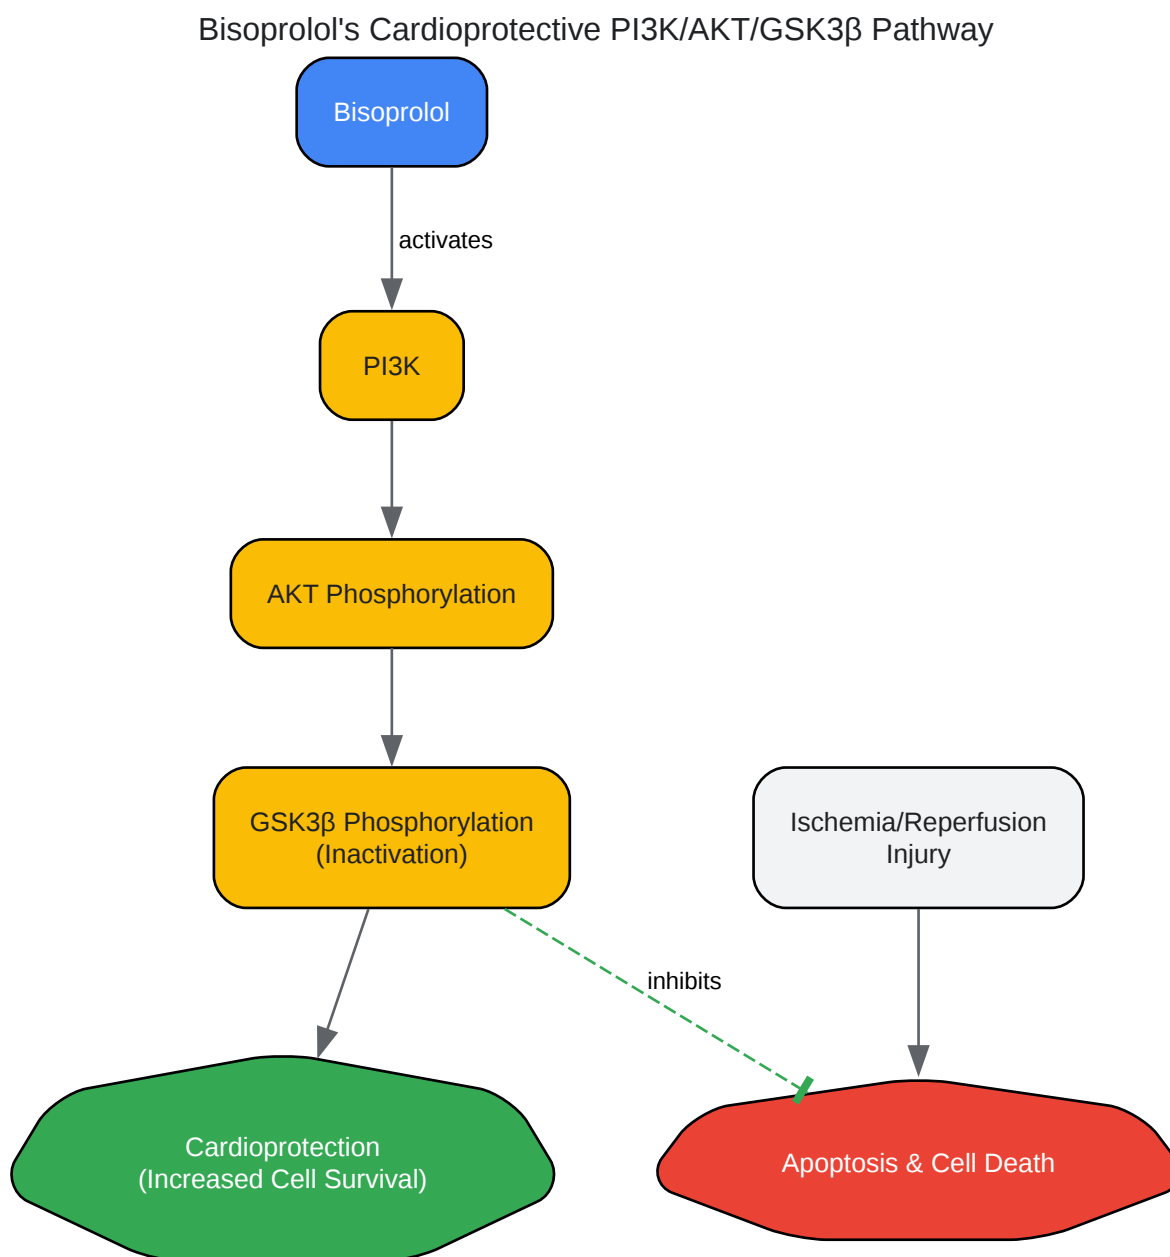 Bisoprolol's Cardioprotective PI3K/AKT/GSK3β Pathway
Bisoprolol
activates
PI3K
AKT Phosphorylation
GSK3β Phosphorylation
(Inactivation)
Ischemia/Reperfusion
Injury
inhibits
Cardioprotection
(Increased Cell Survival)
Apoptosis & Cell Death